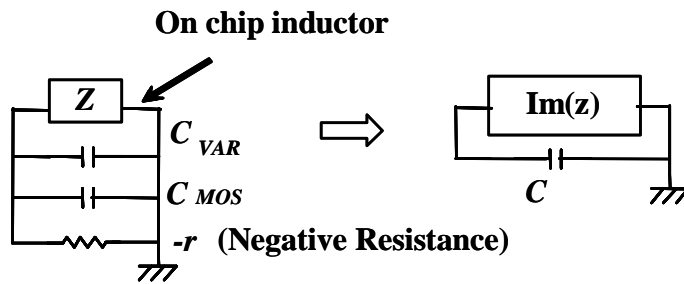 On chip inductor
Z
Im(z)
C VAR
C MOS
C
-r (Negative Resistance)